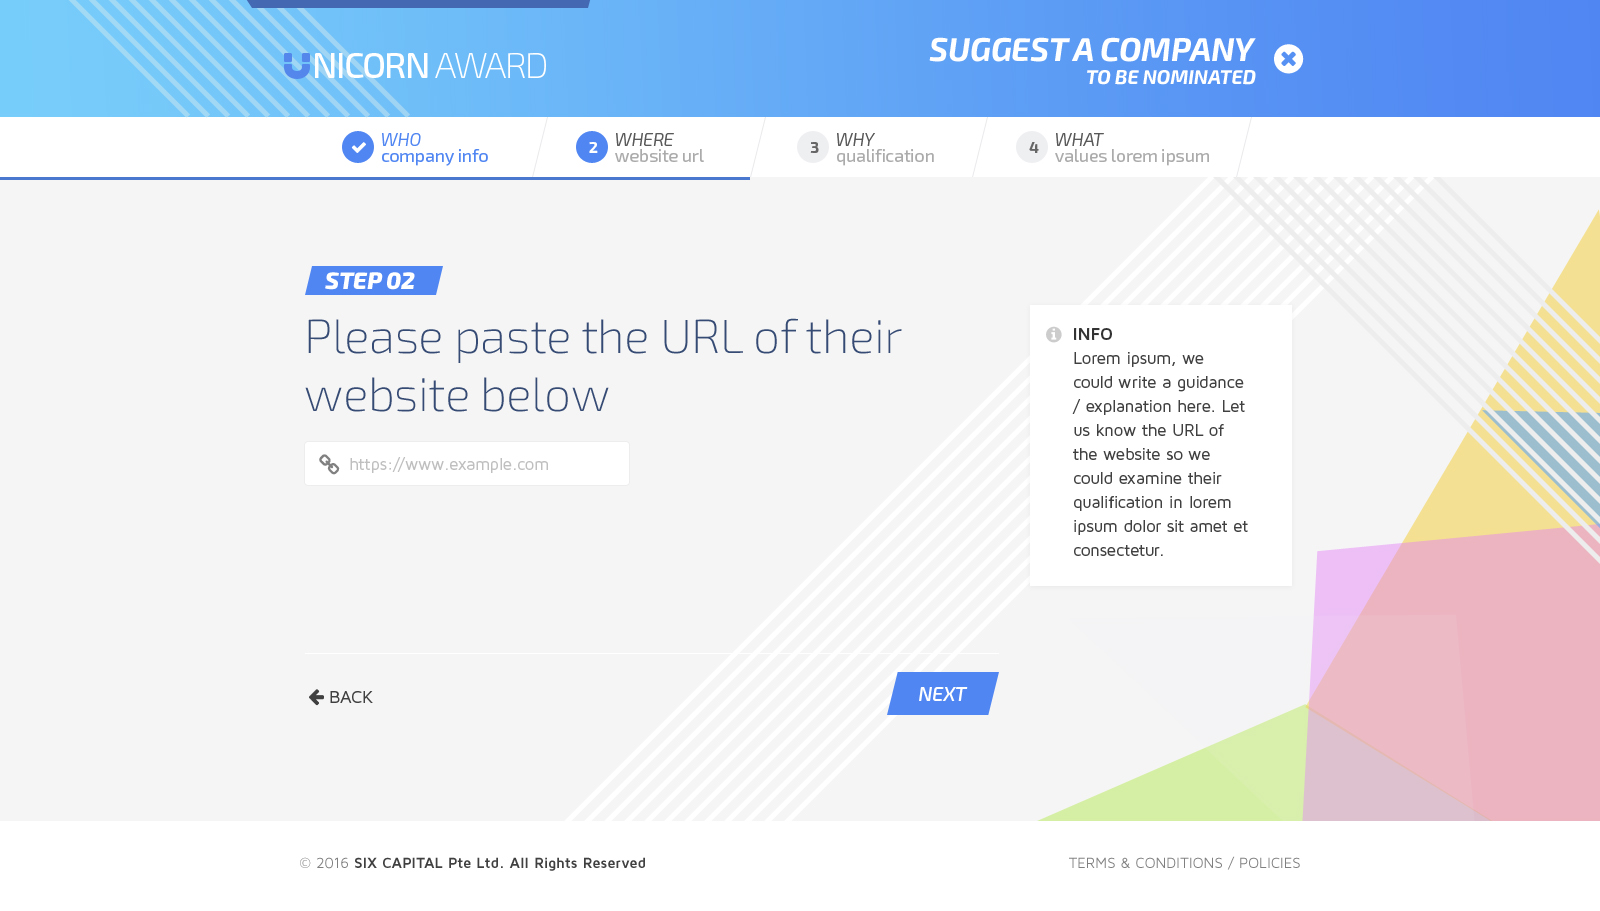 UNICORN AWARD
SUGGEST A COMPANY
TO BE NOMINATED
WHO
company info
2
WHERE
website url
3
WHY
qualification
4
WHAT
values lorem ipsum
STEP 02
Please paste the URL of their
website below
https://www.example.com
INFO
Lorem ipsum, we
could write a guidance
/ explanation here. Let
us know the URL of
the website so we
could examine their
qualification in lorem
ipsum dolor sit amet et
consectetur.
BACK
NEXT
© 2016 SIX CAPITAL Pte Ltd. All Rights Reserved
TERMS & CONDITIONS / POLICIES